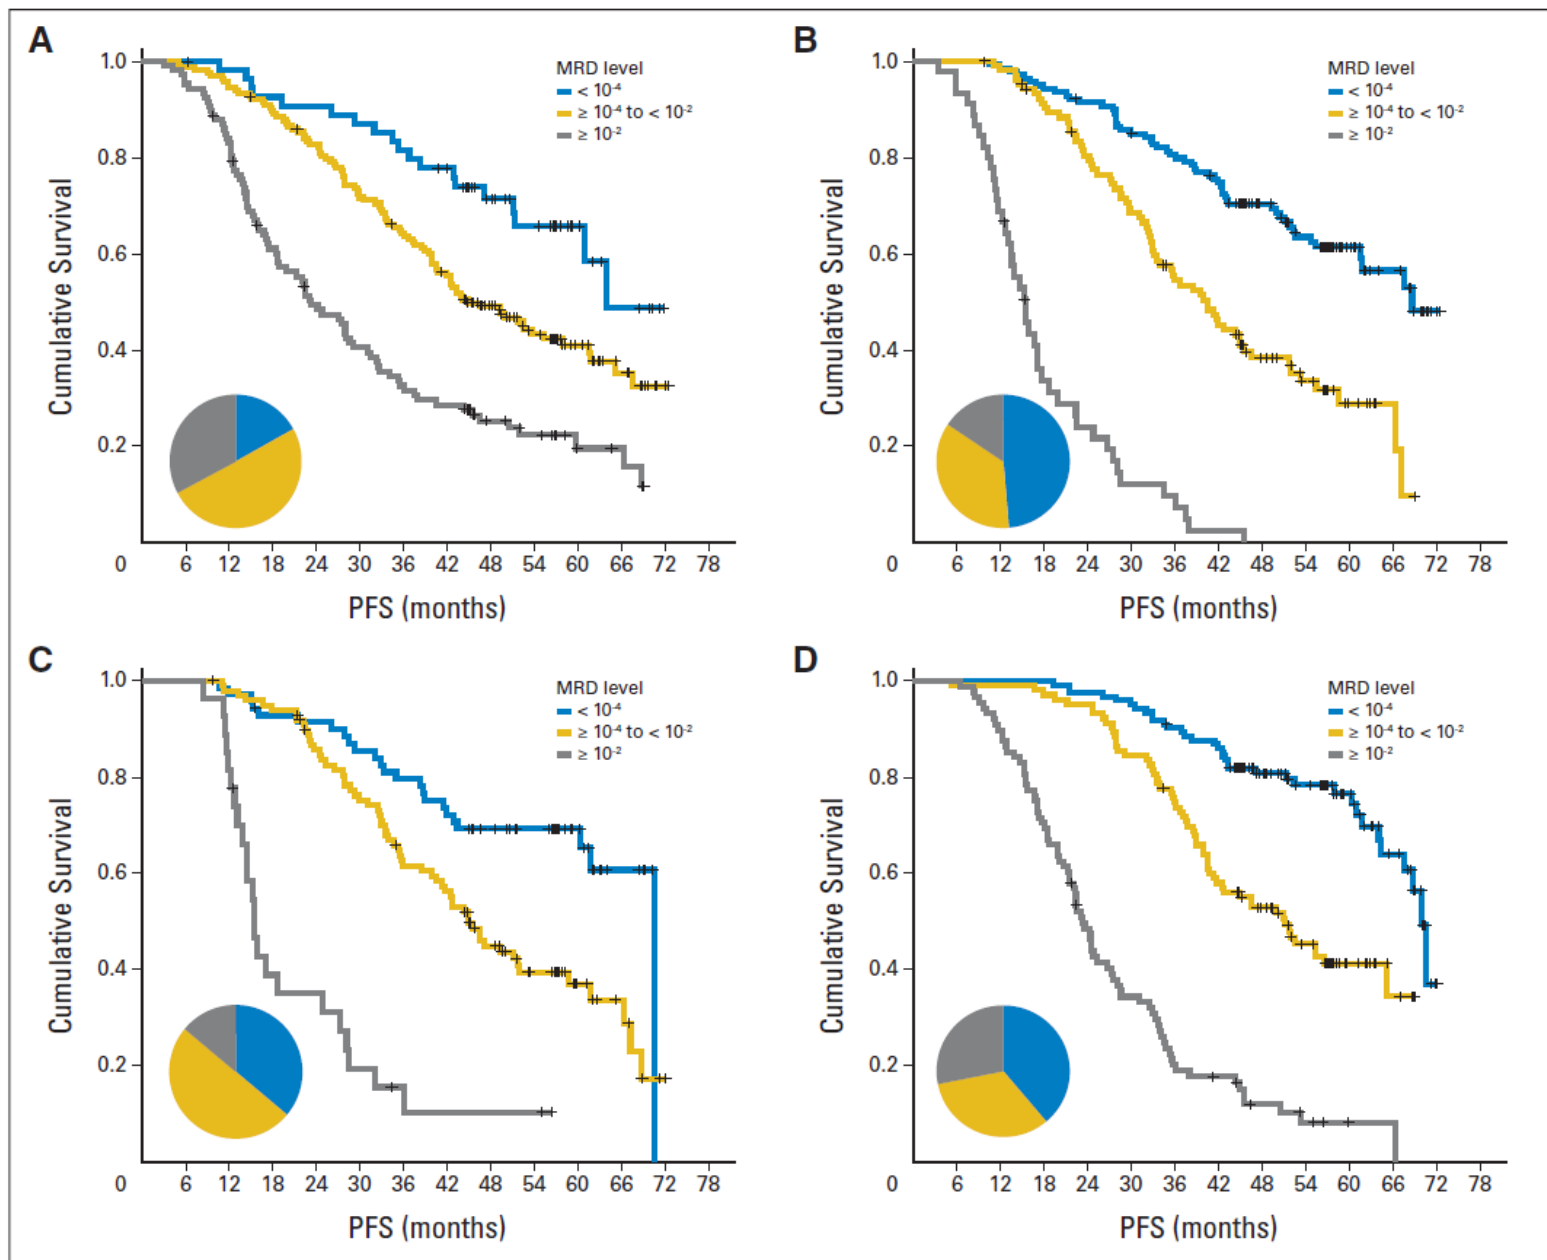 A
B
MRD level
< 10-4
≥ 10-4 to < 10-2
≥ 10-2
Cumulative Survival
1.0
0.8
0.6
0.4
0.2
0
6 12 18 24 30 36 42 48 54 60 66 72 78
PFS (months)
MRD level
< 10-4
≥ 10-4 to < 10-2
≥ 10-2
Cumulative Survival
1.0
0.8
0.6
0.4
0.2
0
6 12 18 24 30 36 42 48 54 60 66 72 78
PFS (months)
C
D
MRD level
< 10-4
≥ 10-4 to < 10-2
≥ 10-2
Cumulative Survival
1.0
0.8
0.6
0.4
0.2
0
6 12 18 24 30 36 42 48 54 60 66 72 78
PFS (months)
MRD level
< 10-4
≥ 10-4 to < 10-2
≥ 10-2
Cumulative Survival
1.0
0.8
0.6
0.4
0.2
0
6 12 18 24 30 36 42 48 54 60 66 72 78
PFS (months)